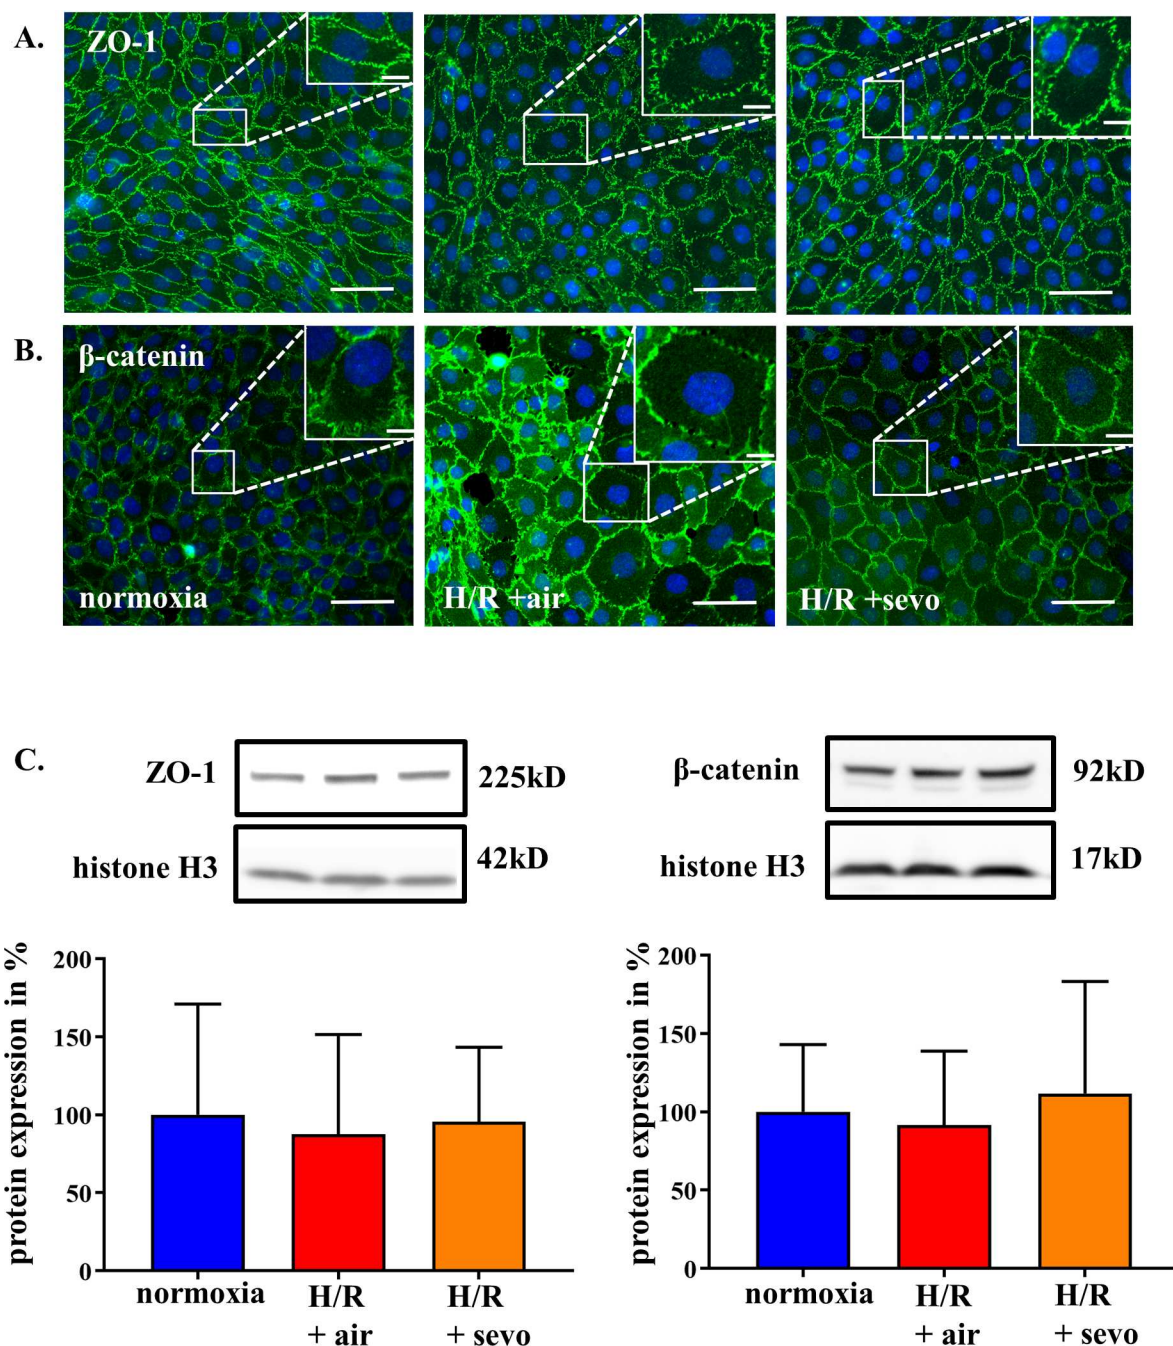 A.
ZO-1
B.
β-catenin
normoxia
H/R +air
H/R +sevo
C.
ZO-1
225kD
histone H3
42kD
β-catenin
92kD
histone H3
17kD
protein expression in %
200
150
100
50
0
normoxia
H/R
+ air
H/R
+ sevo
protein expression in %
200
150
100
50
0
normoxia
H/R
+ air
H/R
+ sevo